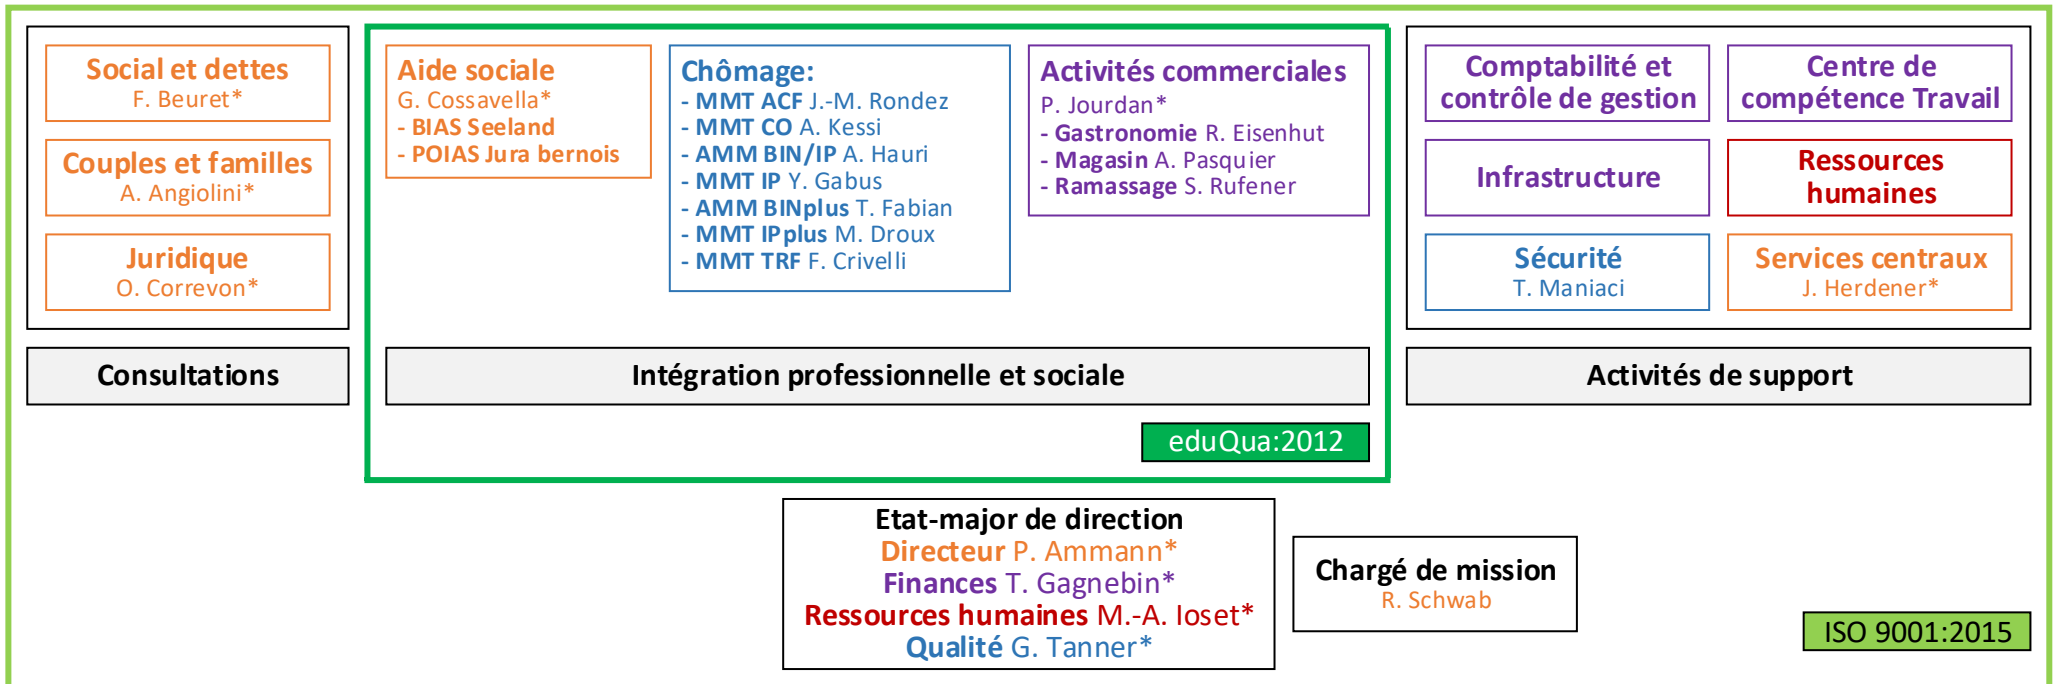 Social et dettes
F. Beuret*
Couples et familles
A. Angiolini*
Juridique
O. Correvon*
Consultations
Aide sociale
G. Cossavella*
- BIAS Seeland
- POIAS Jura bernois
Chômage:
- MMT ACF J.-M. Rondez
- MMT CO A. Kessi
- AMM BIN/IP A. Hauri
- MMT IP Y. Gabus
- AMM BINplus T. Fabian
- MMT IPplus M. Droux
- MMT TRF F. Crivelli
Activités commerciales
P. Jourdan*
- Gastronomie R. Eisenhut
- Magasin A. Pasquier
- Ramassage S. Rufener
Intégration professionnelle et sociale
eduQua:2012
Comptabilité et
contrôle de gestion
Centre de
compétence Travail
Infrastructure
Ressources
humaines
Sécurité
T. Maniaci
Services centraux
J. Herdener*
Activités de support
Etat-major de direction
Directeur P. Ammann*
Finances T. Gagnebin*
Ressources humaines M.-A. Ioset*
Qualité G. Tanner*
Chargé de mission
R. Schwab
ISO 9001:2015